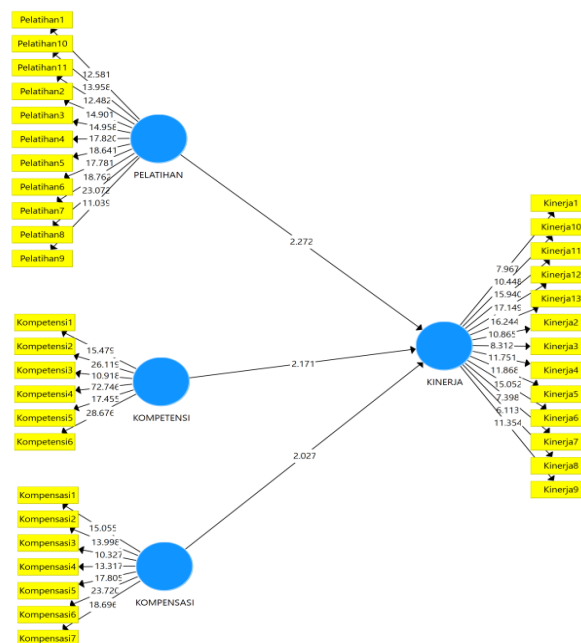 Pelatihan1
Pelatihan10
Pelatihan11
Pelatihan2
Pelatihan3
Pelatihan4
Pelatihan5
Pelatihan6
Pelatihan7
Pelatihan8
Pelatihan9
12.581
13.958
12.482
14.901
14.958
17.820
18.641
17.781
18.762
23.072
11.039
PELATIHAN
2.272
Kompetensi1
Kompetensi2
Kompetensi3
Kompetensi4
Kompetensi5
Kompetensi6
15.479
26.119
10.918
72.746
17.455
28.676
KOMPETENSI
2.171
Kompensasi1
Kompensasi2
Kompensasi3
Kompensasi4
Kompensasi5
Kompensasi6
Kompensasi7
15.055
13.998
10.327
13.317
17.805
23.720
18.696
KOMPENSASI
2.027
KINERJA
7.967
10.448
15.940
17.149
16.244
10.865
8.312
11.751
11.866
15.052
7.398
6.113
11.354
Kinerja1
Kinerja10
Kinerja11
Kinerja12
Kinerja13
Kinerja2
Kinerja3
Kinerja4
Kinerja5
Kinerja6
Kinerja7
Kinerja8
Kinerja9